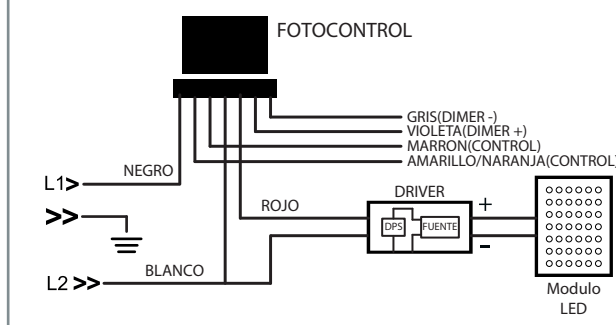 FOTOCONTROL
GRIS(DIMER -)
VIOLETA(DIMER +)
MARRON(CONTROL)
AMARILLO/NARANJA(CONTROL)
NEGRO
L1>
>>
ROJO
DRIVER
DPS
FUENTE
+
-
BLANCO
L2 >>
Modulo
LED